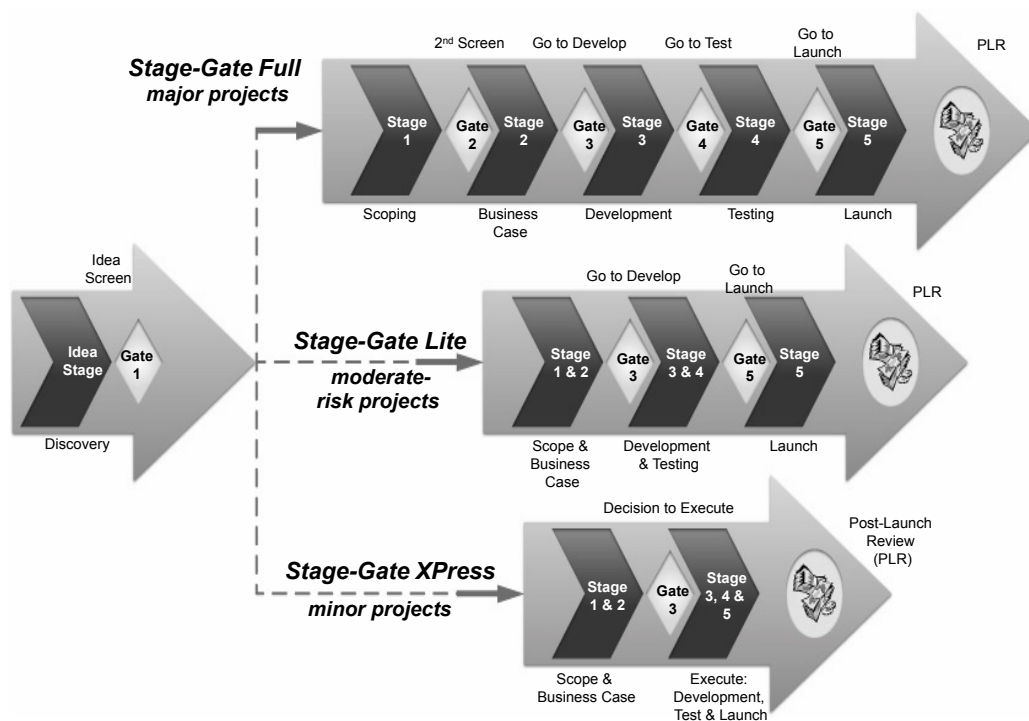 2nd Screen
Go to Develop
Go to Test
Go to
Launch
PLR
Stage-Gate Full
major projects
Stage
1
Gate
2
Stage
2
Gate
3
Stage
3
Gate
4
Stage
4
Gate
5
Stage
5
Scoping
Business
Case
Development
Testing
Launch
Idea
Screen
Idea
Stage
Gate
1
Discovery
Go to Develop
Go to
Launch
PLR
Stage-Gate Lite
moderate-
risk projects
Stage
1 & 2
Gate
3
Stage
3 & 4
Gate
5
Stage
5
Scope &
Business
Case
Development
& Testing
Launch
Decision to Execute
Post-Launch
Review
(PLR)
Stage-Gate XPress
minor projects
Stage
1 & 2
Gate
3
Stage
3, 4 &
5
Scope &
Business Case
Execute:
Development,
Test & Launch